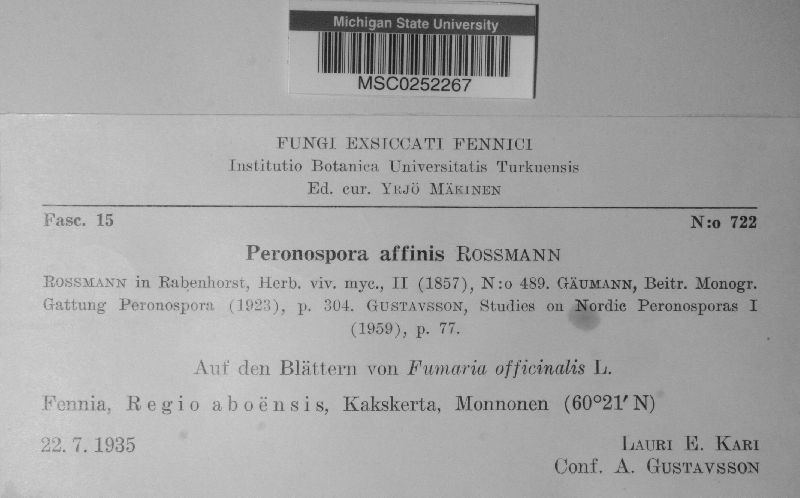 Michigan State University
MSC0252267
FUNGI EXSICCATI FENNICI
Institutio Botanica Universitatis Turkuensis
Ed. cur. YRJÖ MÄKINEN
Fasc. 15 N:o 722
Peronospora affinis ROSSMANN
ROSSMANN in Rabenhorst, Herb. viv. myc., II (1857), N:o 489. GÄUMANN, Beitr. Monogr.
Gattung Peronospora (1923), p. 304. GUSTAVSSON, Studies on Nordic Peronosporas I
(1959), p. 77.
Auf den Blättern von Fumaria officinalis L.
Fennia, Regio aboënsis, Kakskerta, Monnonen (60°21′ N)
22. 7. 1935 LAURI E. KARI
Conf. A. GUSTAVSSON